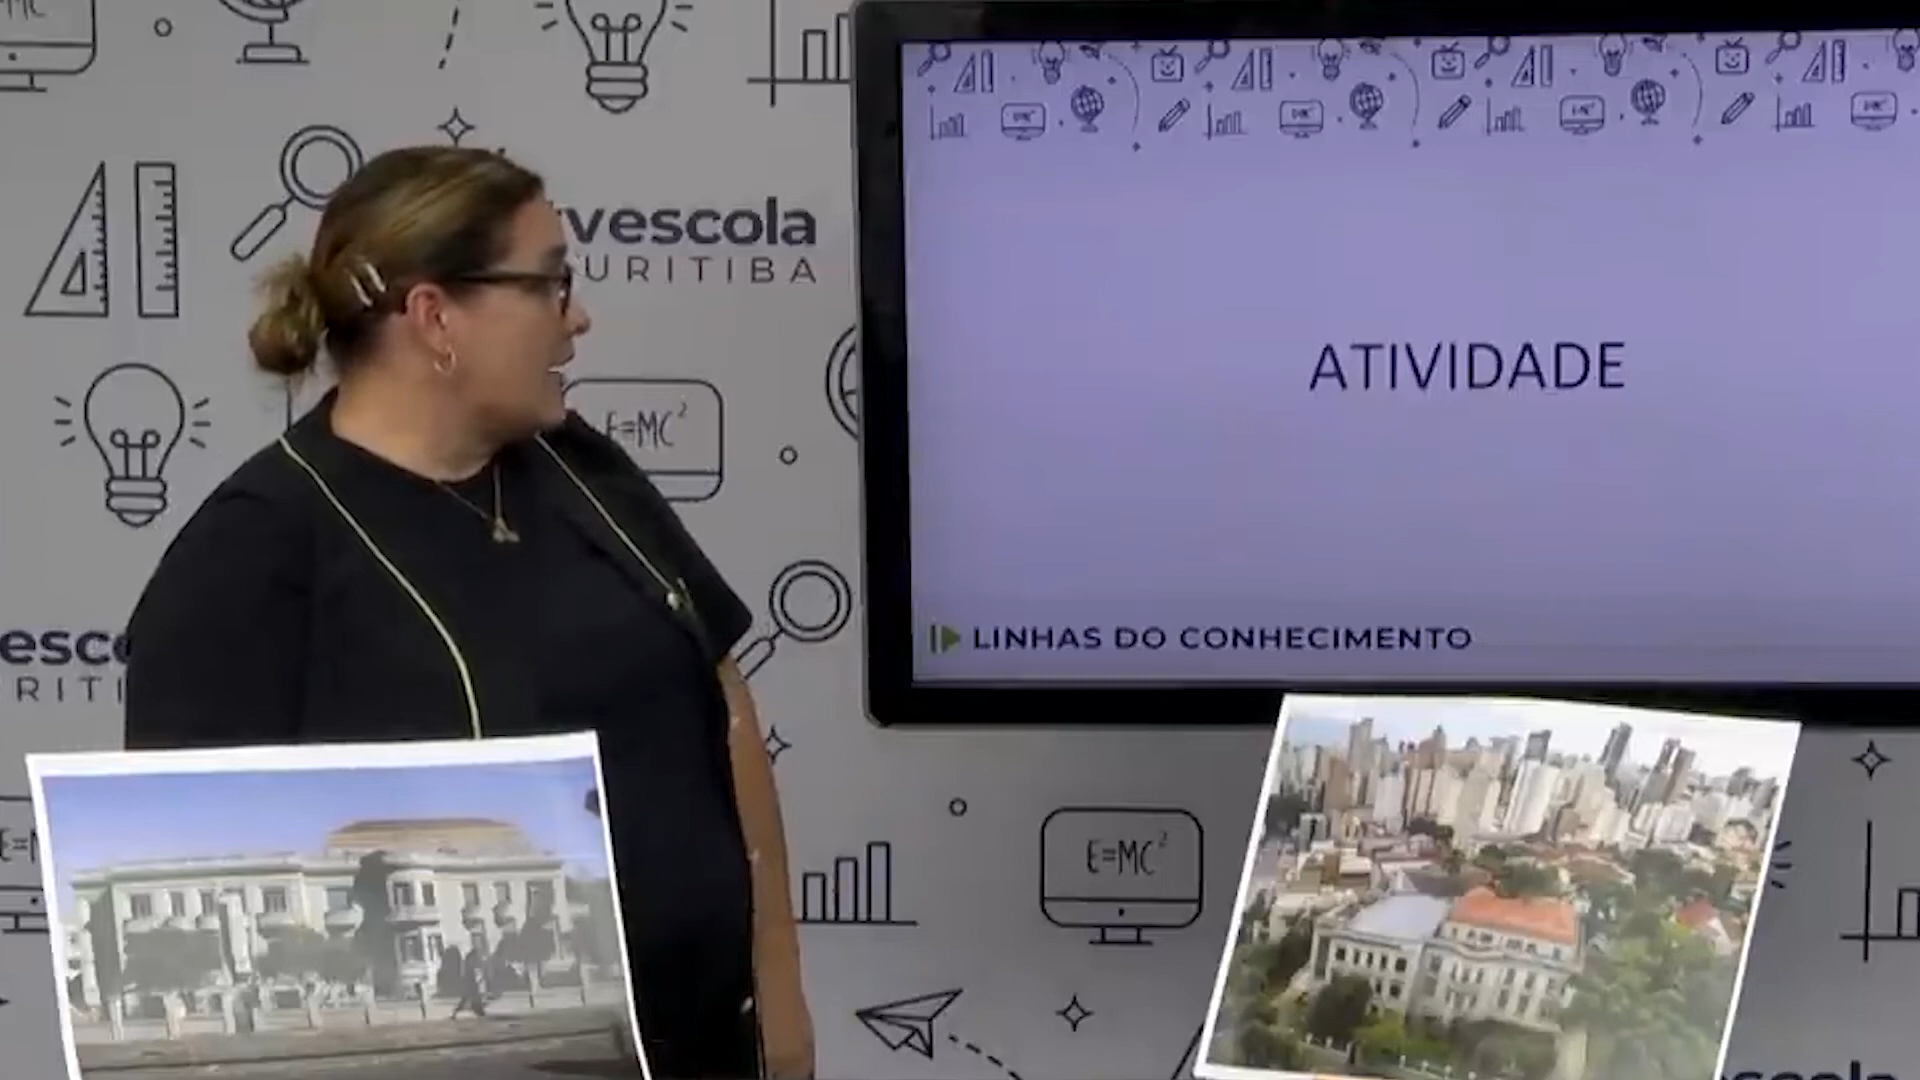 vescola
URITIBA
E=MC²
ATIVIDADE
LINHAS DO CONHECIMENTO
esco
RITI
E=MC²